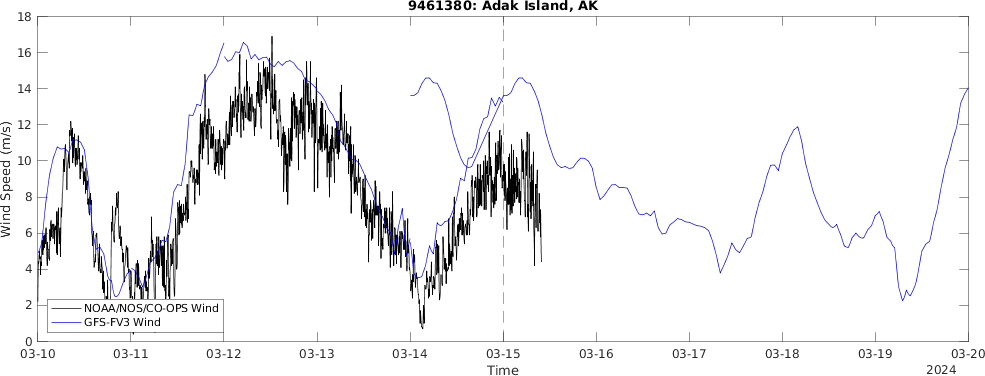 9461380: Adak Island, AK
Wind Speed (m/s)
18
16
14
12
10
8
6
4
2
0
NOAA/NOS/CO-OPS Wind
GFS-FV3 Wind
03-10 03-11 03-12 03-13 03-14 03-15 03-16 03-17 03-18 03-19 03-20
Time
2024